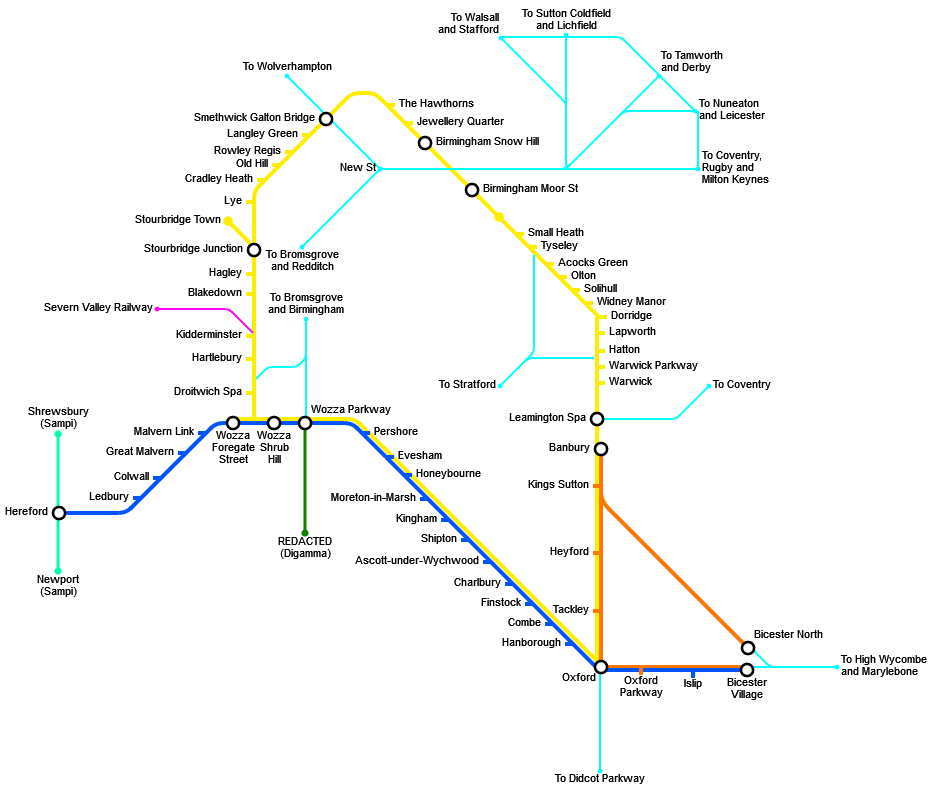 To Walsall
and Stafford
To Sutton Coldfield
and Lichfield
To Tamworth
and Derby
To Wolverhampton
To Nuneaton
and Leicester
The Hawthorns
Smethwick Galton Bridge
Jewellery Quarter
Langley Green
Birmingham Snow Hill
Rowley Regis
Old Hill
New St
To Coventry,
Rugby and
Milton Keynes
Cradley Heath
Birmingham Moor St
Lye
Stourbridge Town
Small Heath
Tyseley
Stourbridge Junction
To Bromsgrove
and Redditch
Acocks Green
Hagley
Olton
Solihull
Blakedown
To Bromsgrove
and Birmingham
Widney Manor
Severn Valley Railway
Dorridge
Kidderminster
Lapworth
Hatton
Hartlebury
Warwick Parkway
Warwick
To Stratford
To Coventry
Droitwich Spa
Shrewsbury
(Sampi)
Wozza Parkway
Leamington Spa
Malvern Link
Wozza
Foregate
Street
Wozza
Shrub
Hill
Pershore
Great Malvern
Banbury
Evesham
Colwall
Honeybourne
Kings Sutton
Ledbury
Moreton-in-Marsh
Hereford
Kingham
REDACTED
(Digamma)
Shipton
Heyford
Ascott-under-Wychwood
Newport
(Sampi)
Charlbury
Finstock
Tackley
Combe
Bicester North
Hanborough
To High Wycombe
and Marylebone
Oxford
Oxford
Parkway
Islip
Bicester
Village
To Didcot Parkway